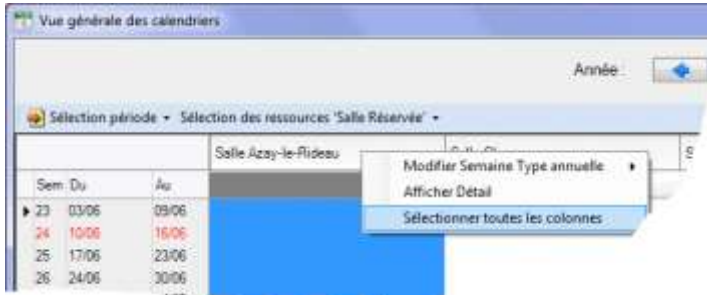 Vue générale des calendriers
Année
Sélection période Sélection des ressources 'Salle Réservée'
Salle Azay-le-Rideau
Modifier Semaine Type annuelle
Afficher Détail
Sélectionner toutes les colonnes
Sem Du Au
23 03/06 09/06
24 10/06 16/06
25 17/06 23/06
26 24/06 30/06